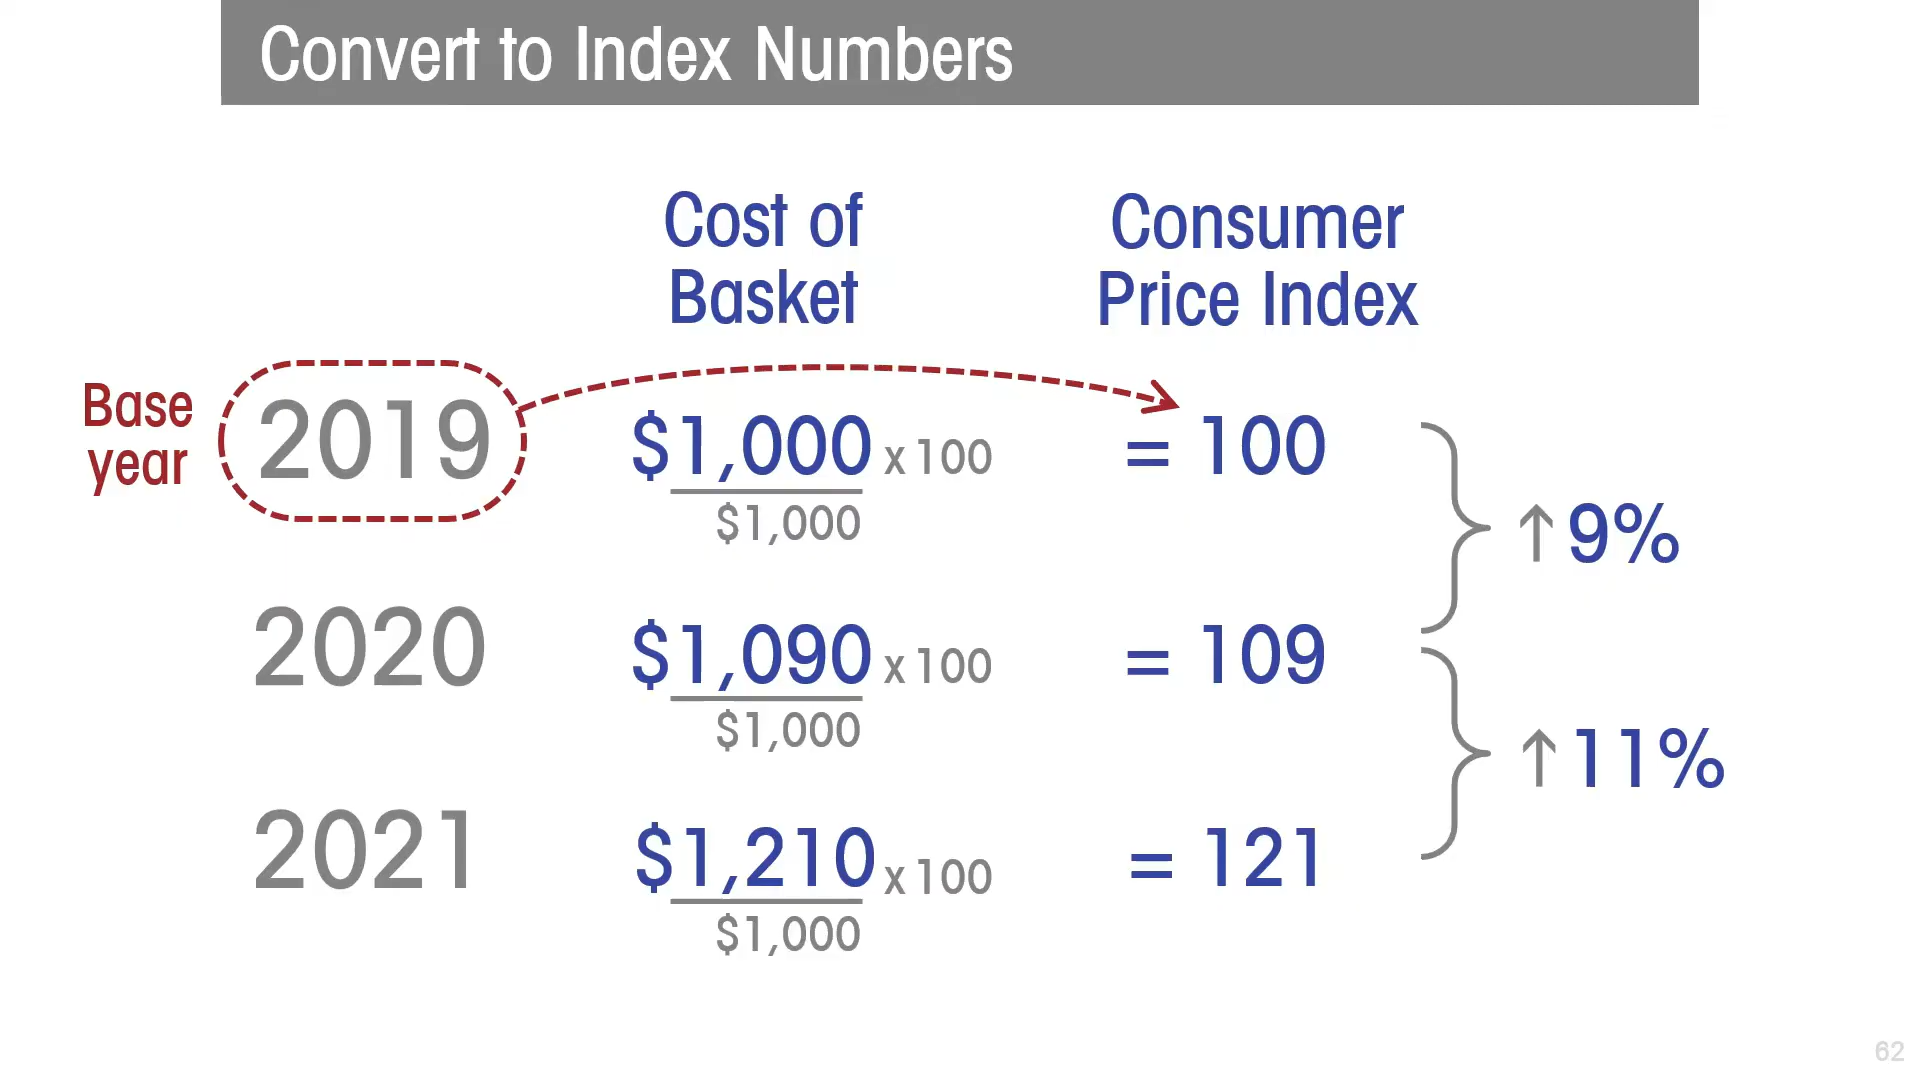 Convert to Index Numbers
Cost of
Basket
Consumer
Price Index
Base
year
2019
$1,000 x 100
$1,000
= 100
↑9%
2020
$1,090 x 100
$1,000
= 109
↑11%
2021
$1,210 x 100
$1,000
= 121
62